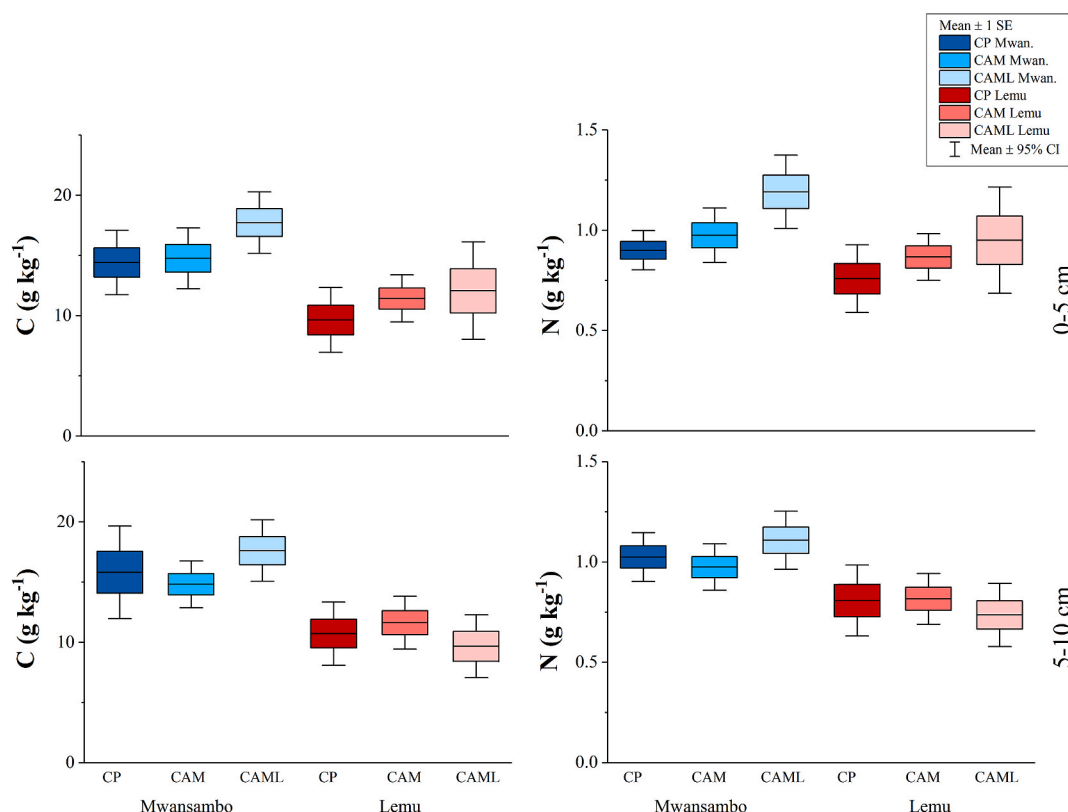 Mean ± 1 SE
CP Mwan.
CAM Mwan.
CAML Mwan.
CP Lemu
CAM Lemu
CAML Lemu
Mean ± 95% CI
20
10
0
C (g kg⁻¹)
1.5
1.0
0.5
0.0
N (g kg⁻¹)
0-5 cm
20
10
0
C (g kg⁻¹)
CP CAM CAML CP CAM CAML
Mwansambo Lemu
1.5
1.0
0.5
0.0
N (g kg⁻¹)
5-10 cm
CP CAM CAML CP CAM CAML
Mwansambo Lemu